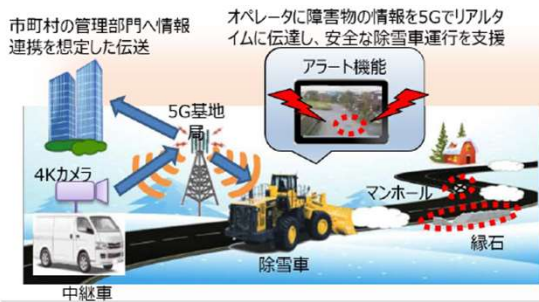 市町村の管理部門へ情報
連携を想定した伝送
オペレータに障害物の情報を5Gでリアルタ
イムに伝達し、安全な除雪車運行を支援
アラート機能
5G基地
局
4Kカメラ
マンホール
縁石
除雪車
中継車